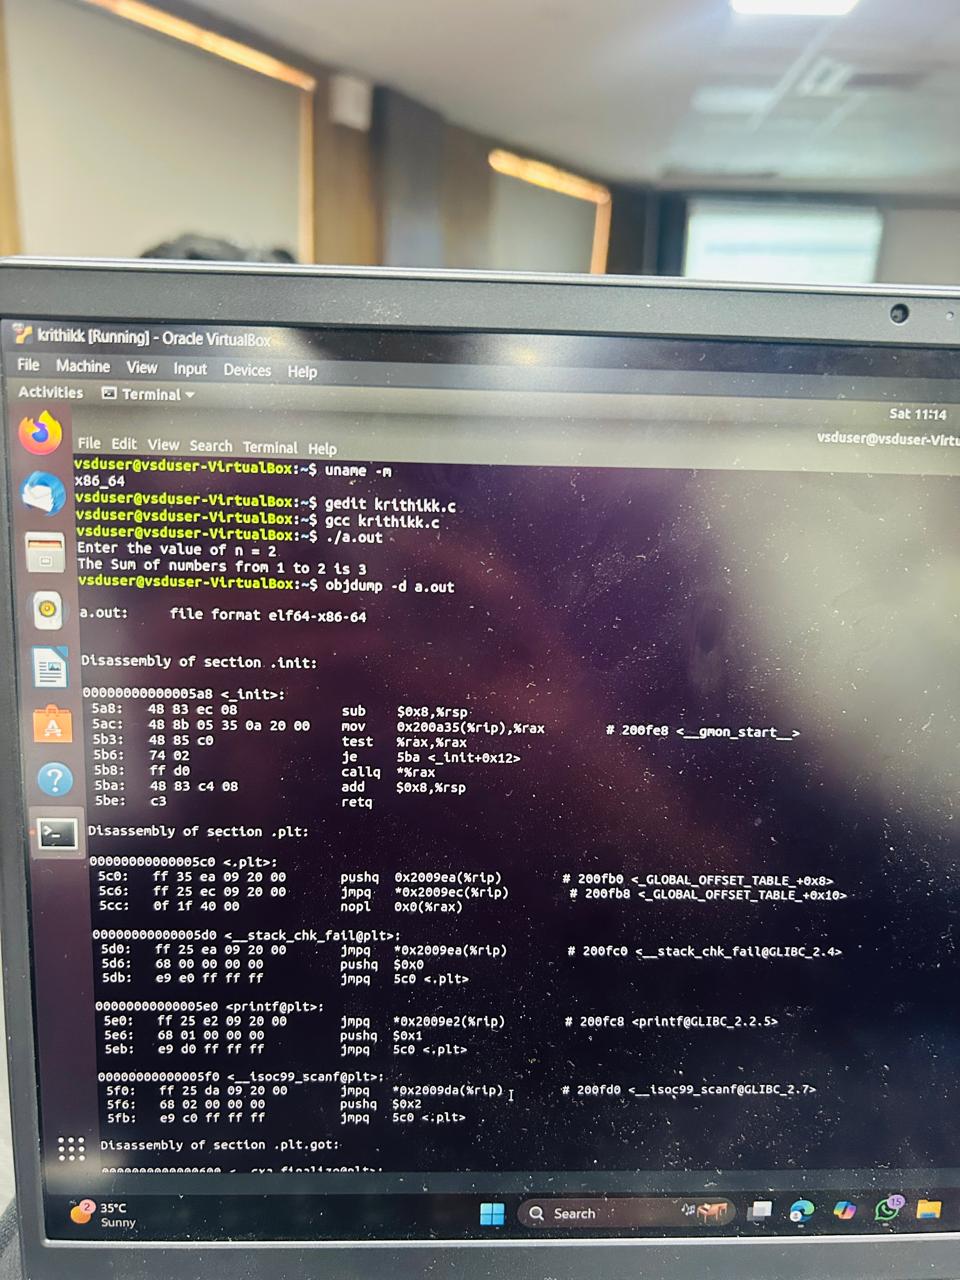 krithikk [Running] - Oracle VirtualBox
File Machine View Input Devices Help
Activities Terminal
Sat 11:14
vsduser@vsduser-Virtu
File Edit View Search Terminal Help
vsduser@vsduser-VirtualBox:~$ uname -m
x86_64
vsduser@vsduser-VirtualBox:~$ gedit krithikk.c
vsduser@vsduser-VirtualBox:~$ gcc krithikk.c
vsduser@vsduser-VirtualBox:~$ ./a.out
Enter the value of n = 2
The Sum of numbers from 1 to 2 is 3
vsduser@vsduser-VirtualBox:~$ objdump -d a.out
a.out: file format elf64-x86-64
Disassembly of section .init:
00000000000005a8 <_init>:
5a8: 48 83 ec 08 sub $0x8,%rsp
5ac: 48 8b 05 35 0a 20 00 mov 0x200a35(%rip),%rax # 200fe8 <__gmon_start__>
5b3: 48 85 c0 test %rax,%rax
5b6: 74 02 je 5ba <_init+0x12>
5b8: ff d0 callq *%rax
5ba: 48 83 c4 08 add $0x8,%rsp
5be: c3 retq
Disassembly of section .plt:
00000000000005c0 <.plt>:
5c0: ff 35 ea 09 20 00 pushq 0x2009ea(%rip) # 200fb0 <_GLOBAL_OFFSET_TABLE_+0x8>
5c6: ff 25 ec 09 20 00 jmpq *0x2009ec(%rip) # 200fb8 <_GLOBAL_OFFSET_TABLE_+0x10>
5cc: 0f 1f 40 00 nopl 0x0(%rax)
00000000000005d0 <__stack_chk_fail@plt>:
5d0: ff 25 ea 09 20 00 jmpq *0x2009ea(%rip) # 200fc0 <__stack_chk_fail@GLIBC_2.4>
5d6: 68 00 00 00 00 pushq $0x0
5db: e9 e0 ff ff ff jmpq 5c0 <.plt>
00000000000005e0 <printf@plt>:
5e0: ff 25 e2 09 20 00 jmpq *0x2009e2(%rip) # 200fc8 <printf@GLIBC_2.2.5>
5e6: 68 01 00 00 00 pushq $0x1
5eb: e9 d0 ff ff ff jmpq 5c0 <.plt>
00000000000005f0 <__isoc99_scanf@plt>:
5f0: ff 25 da 09 20 00 jmpq *0x2009da(%rip) # 200fd0 <__isoc99_scanf@GLIBC_2.7>
5f6: 68 02 00 00 00 pushq $0x2
5fb: e9 c0 ff ff ff jmpq 5c0 <.plt>
Disassembly of section .plt.got:
2 35°C
Sunny
Search
15